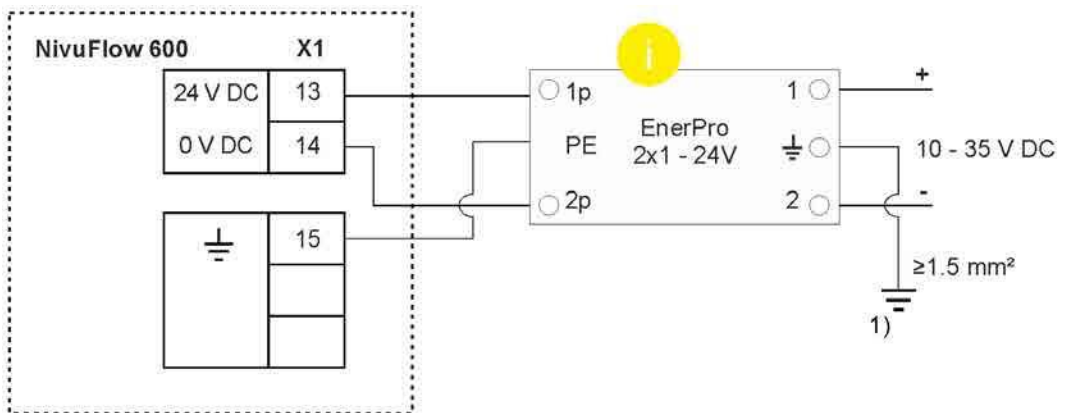 NivuFlow 600 X1
i
24 V DC 13
1p 1 +
0 V DC 14
PE EnerPro
2x1 - 24V
10 - 35 V DC
2p 2 -
15
≥1.5 mm²
1)